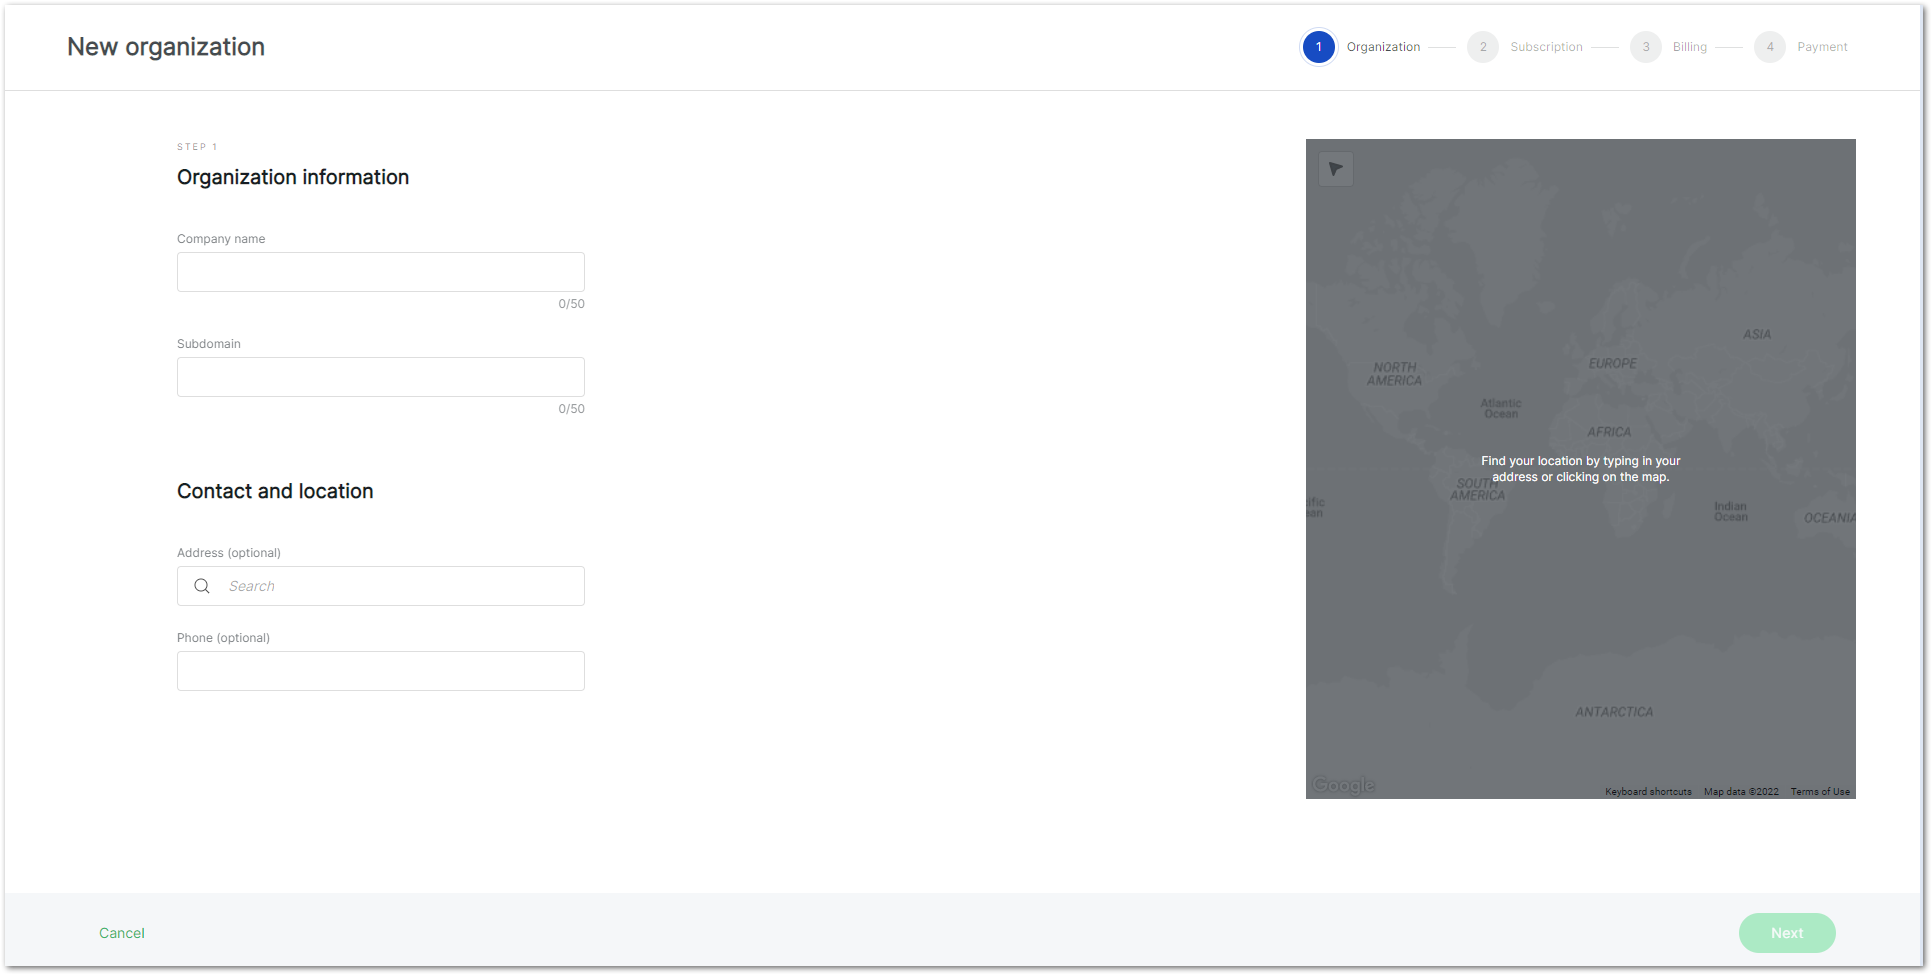 New organization
1 Organization 2 Subscription 3 Billing 4 Payment
STEP 1
Organization information
Company name
0/50
Subdomain
0/50
Contact and location
Address (optional)
Search
Phone (optional)
ASIA
EUROPE
NORTH
AMERICA
Atlantic
Ocean
AFRICA
Find your location by typing in your
address or clicking on the map.
SOUTH
AMERICA
Indian
Ocean
OCEANIA
ific
ean
ANTARCTICA
Google
Keyboard shortcuts Map data ©2022 Terms of Use
Cancel
Next